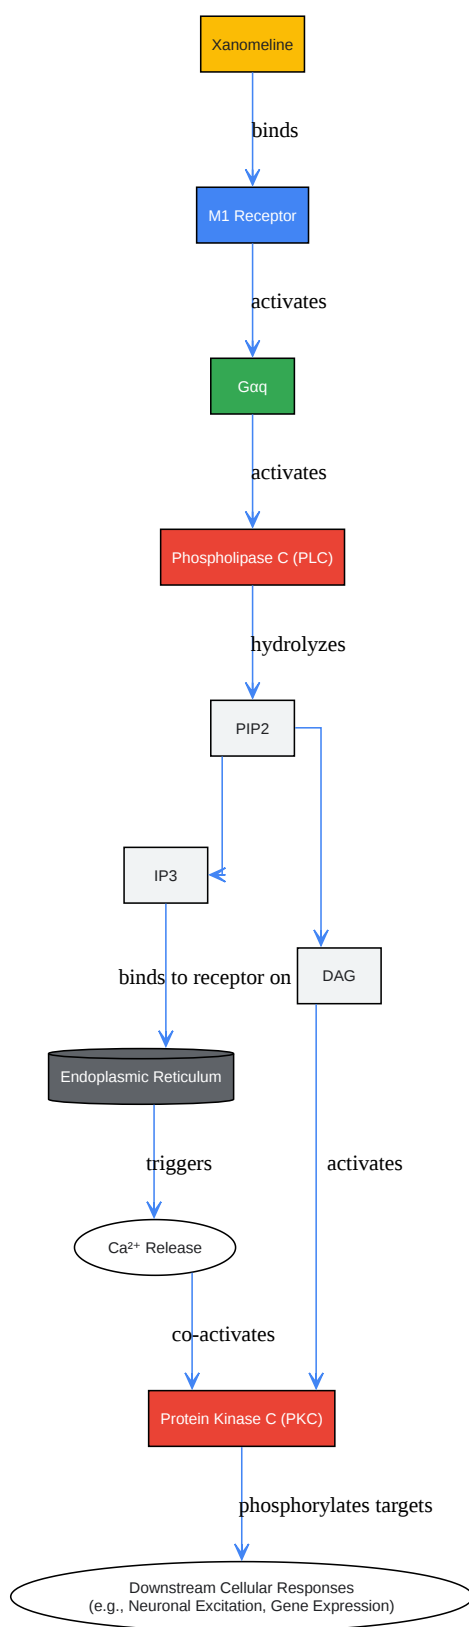 Xanomeline
binds
M1 Receptor
activates
Gαq
activates
Phospholipase C (PLC)
hydrolyzes
PIP2
IP3
DAG
binds to receptor on
Endoplasmic Reticulum
triggers
activates
Ca²⁺ Release
co-activates
Protein Kinase C (PKC)
phosphorylates targets
Downstream Cellular Responses
(e.g., Neuronal Excitation, Gene Expression)